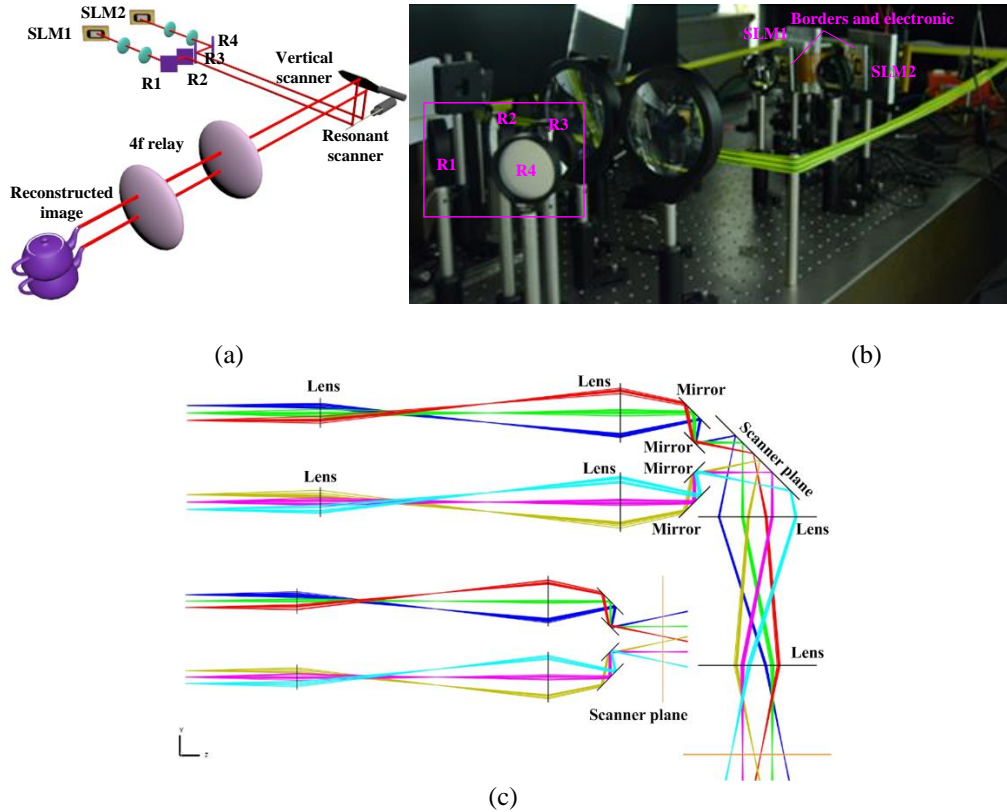 SLM2
SLM1
R4
R3
R2
R1
Vertical
scanner
Resonant
scanner
4f relay
Reconstructed
image
Borders and electronic
SLM1
SLM2
R2
R3
R1
R4
(a)
(b)
Lens
Lens
Mirror
Mirror
Scanner plane
Lens
Lens
Mirror
Mirror
Lens
Lens
Scanner plane
Y
Z
(c)